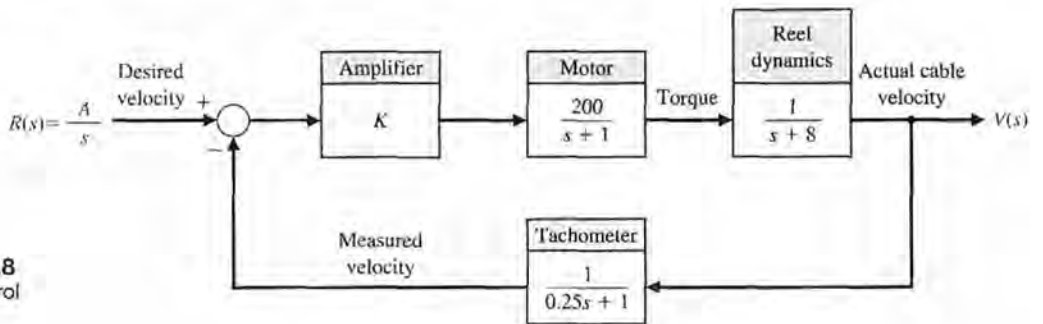 Desired
velocity
+
−
R(s)= A/s
Amplifier
K
Motor
200/(s + 1)
Torque
Reel
dynamics
1/(s + 8)
Actual cable
velocity
V(s)
Measured
velocity
Tachometer
1/(0.25s + 1)
8
rol